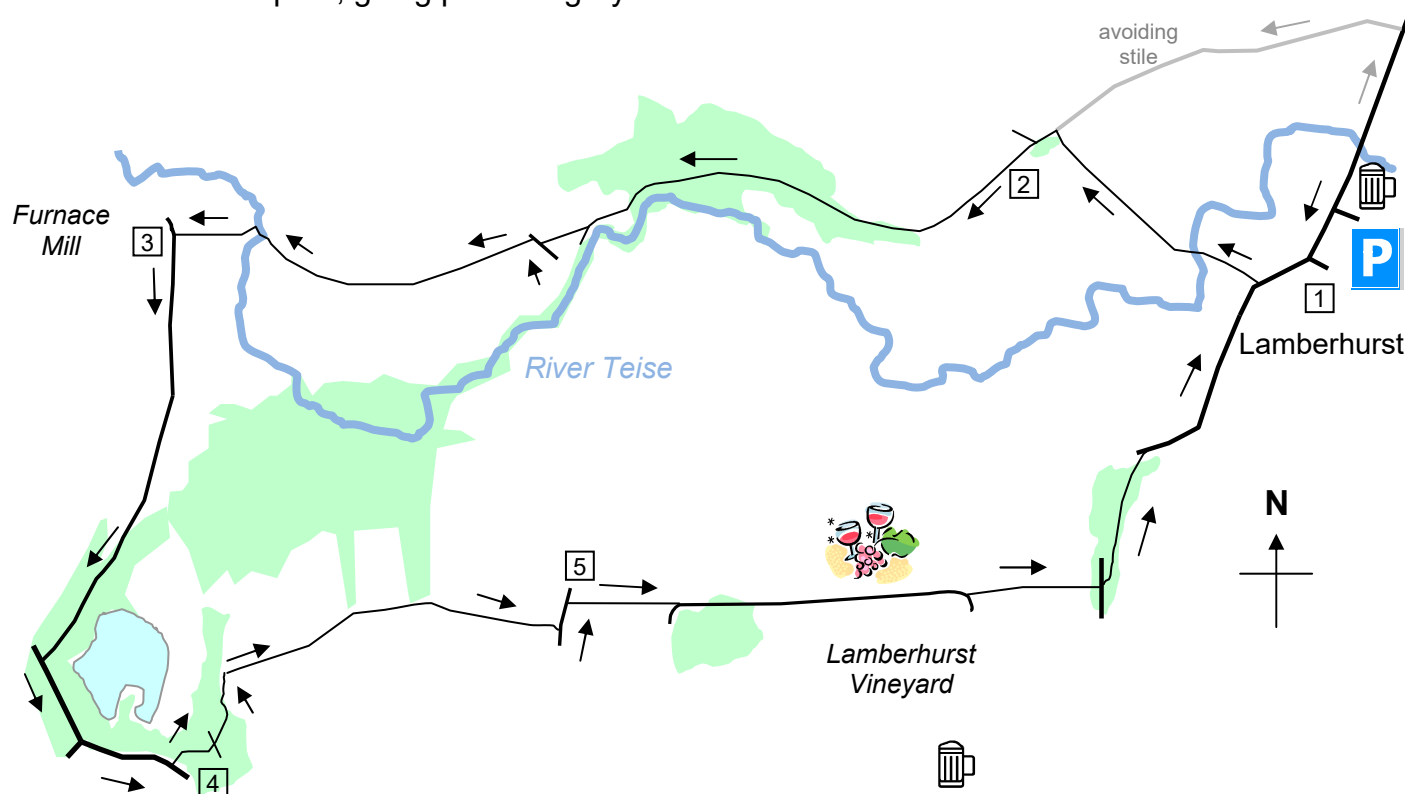 avoiding
stile
2
Furnace
Mill
3
P
1
Lamberhurst
River Teise
N
5
Lamberhurst
Vineyard
4